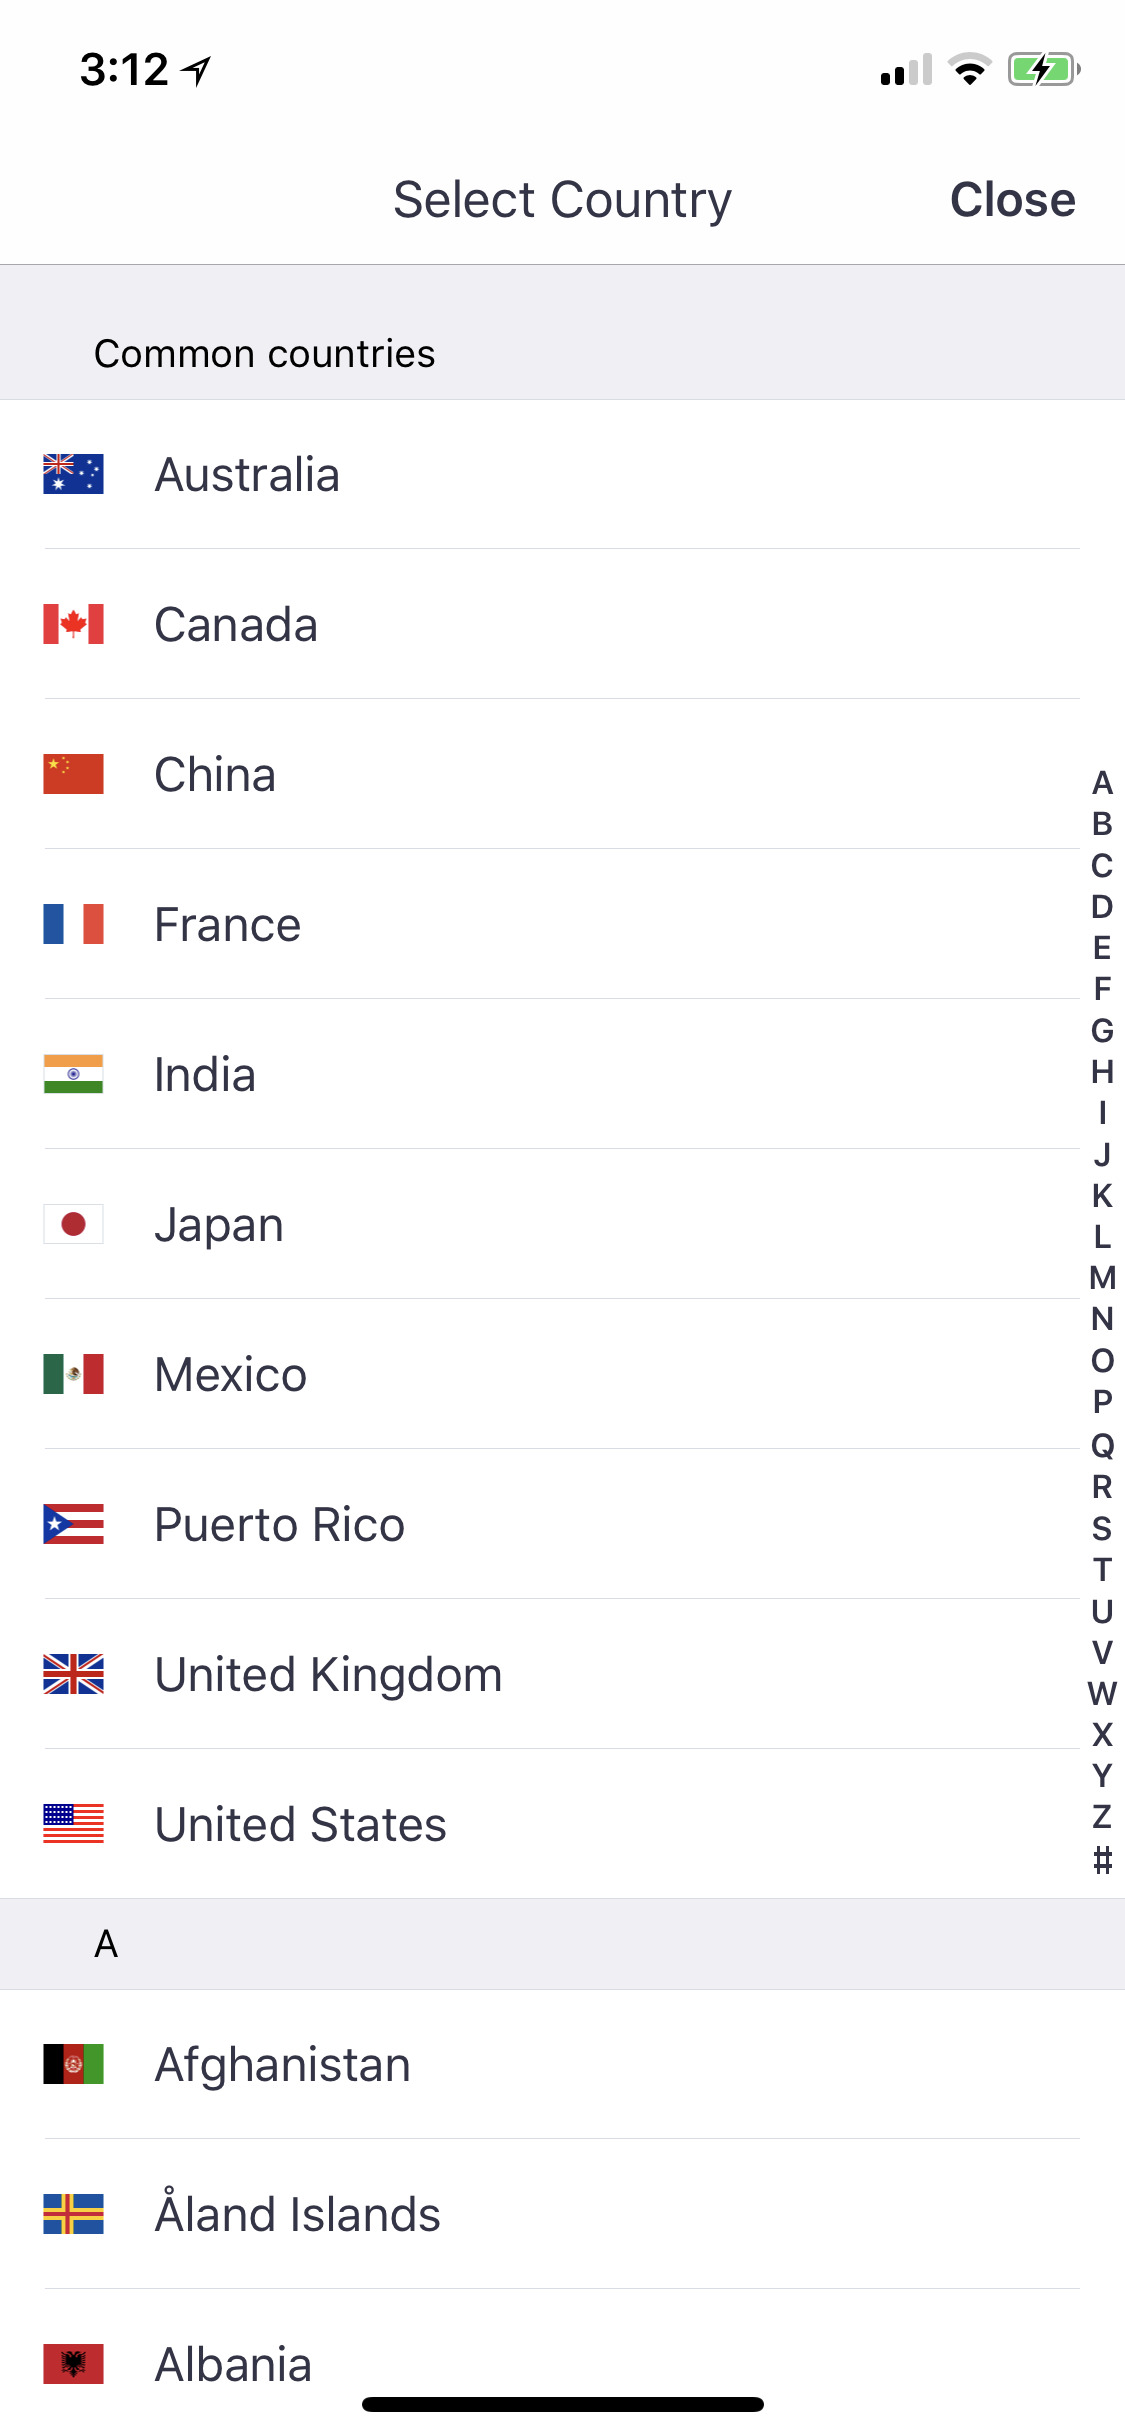 3:12
Select Country
Close
Common countries
Australia
Canada
China
France
India
Japan
Mexico
Puerto Rico
United Kingdom
United States
A
Afghanistan
Åland Islands
Albania
A
B
C
D
E
F
G
H
I
J
K
L
M
N
O
P
Q
R
S
T
U
V
W
X
Y
Z
#